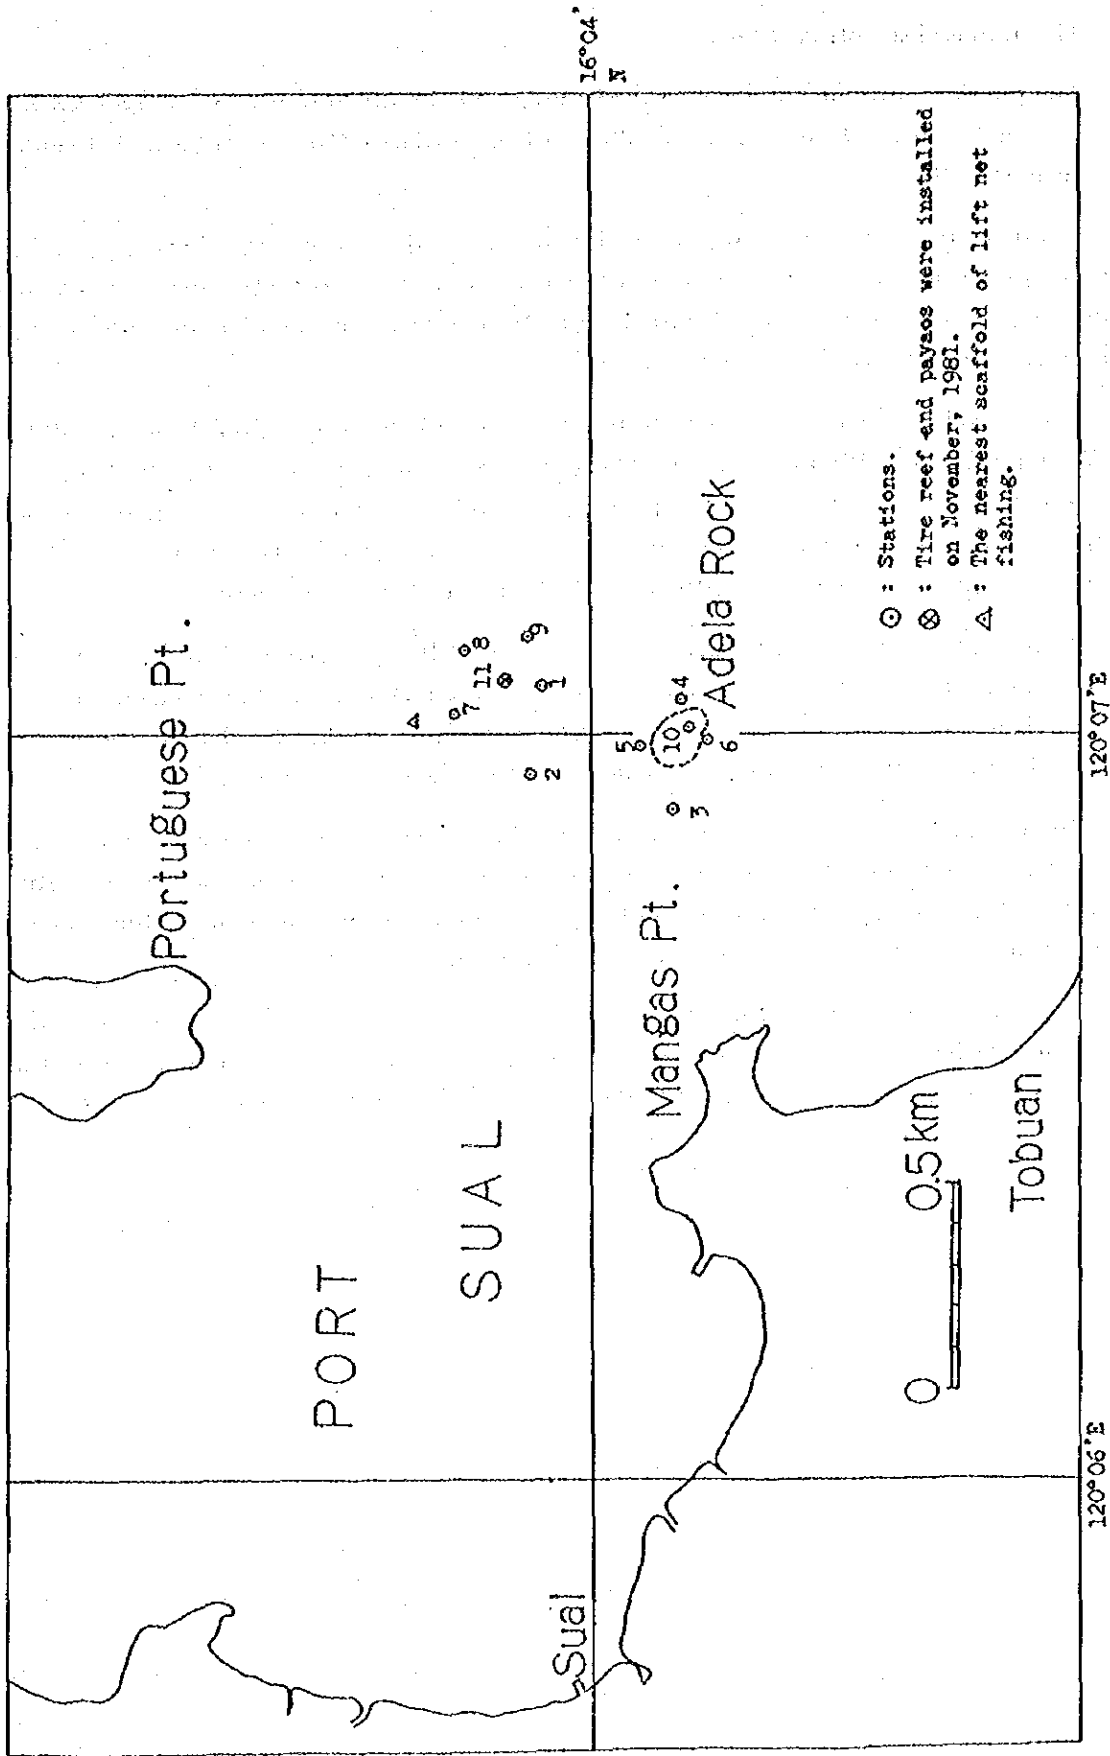 16°04'
N
Portuguese Pt.
PORT
SUAL
7
8
11
9
1
2
5
10
4
3
6
Adela Rock
Mangas Pt.
Sual
Tobuan
0
0.5km
⊙ : Stations.
⊗ : Tire reef and payaos were installed
on November, 1981.
△ : The nearest scaffold of lift net
fishing.
120°06'E
120°07'E